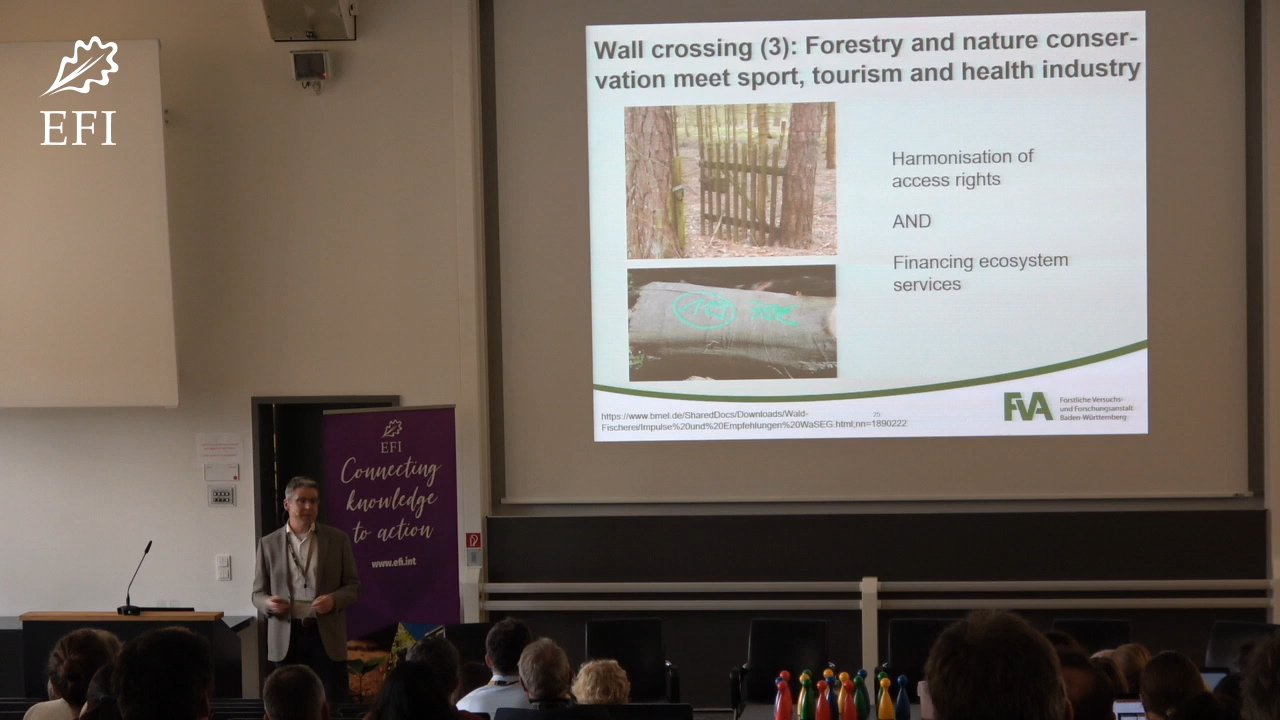 EFI
Wall crossing (3): Forestry and nature conser-
vation meet sport, tourism and health industry
Harmonisation of
access rights
AND
Financing ecosystem
services
https://www.bmel.de/SharedDocs/Downloads/Wald-
Fischerei/Impulse%20und%20Empfehlungen%20WaSEG.html;nn=1890222
25
FVA
Forstliche Versuchs-
und Forschungsanstalt
Baden-Württemberg
EFI
Connecting
knowledge
to action
www.efi.int